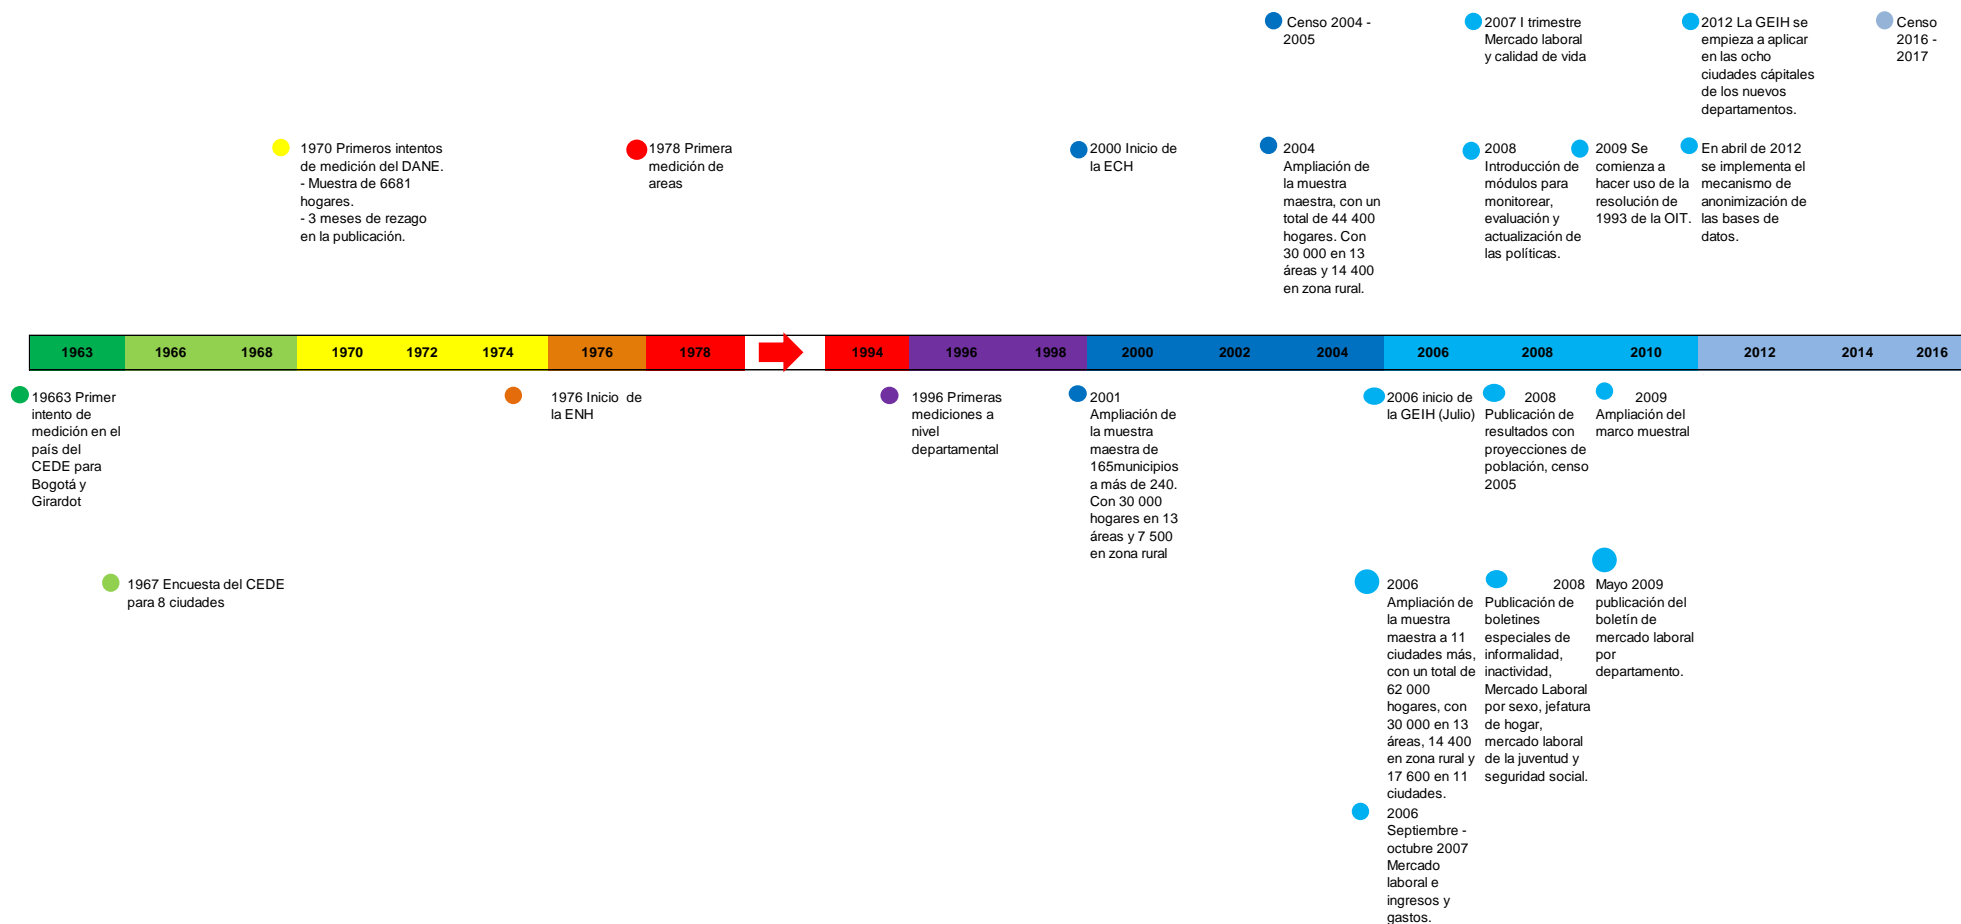 Censo 2004 -
2005
2007 I trimestre
Mercado laboral
y calidad de vida
2012 La GEIH se
empieza a aplicar
en las ocho
ciudades cápitales
de los nuevos
departamentos.
Censo
2016 -
2017
1970 Primeros intentos
de medición del DANE.
- Muestra de 6681
hogares.
- 3 meses de rezago
en la publicación.
1978 Primera
medición de
areas
2000 Inicio de
la ECH
2004
Ampliación de
la muestra
maestra, con un
total de 44 400
hogares. Con
30 000 en 13
áreas y 14 400
en zona rural.
2008
Introducción de
módulos para
monitorear,
evaluación y
actualización de
las políticas.
2009 Se
comienza a
hacer uso de la
resolución de
1993 de la OIT.
En abril de 2012
se implementa el
mecanismo de
anonimización de
las bases de
datos.
1963 1966 1968 1970 1972 1974 1976 1978 1994 1996 1998 2000 2002 2004 2006 2008 2010 2012 2014 2016
19663 Primer
intento de
medición en el
país del
CEDE para
Bogotá y
Girardot
1976 Inicio de
la ENH
1996 Primeras
mediciones a
nivel
departamental
2001
Ampliación de
la muestra
maestra de
165municipios
a más de 240.
Con 30 000
hogares en 13
áreas y 7 500
en zona rural
2006 inicio de
la GEIH (Julio)
2008
Publicación de
resultados con
proyecciones de
población, censo
2005
2009
Ampliación del
marco muestral
1967 Encuesta del CEDE
para 8 ciudades
2006
Ampliación de
la muestra
maestra a 11
ciudades más,
con un total de
62 000
hogares, con
30 000 en 13
áreas, 14 400
en zona rural y
17 600 en 11
ciudades.
2008
Publicación de
boletines
especiales de
informalidad,
inactividad,
Mercado Laboral
por sexo, jefatura
de hogar,
mercado laboral
de la juventud y
seguridad social.
Mayo 2009
publicación del
boletín de
mercado laboral
por
departamento.
2006
Septiembre -
octubre 2007
Mercado
laboral e
ingresos y
gastos.